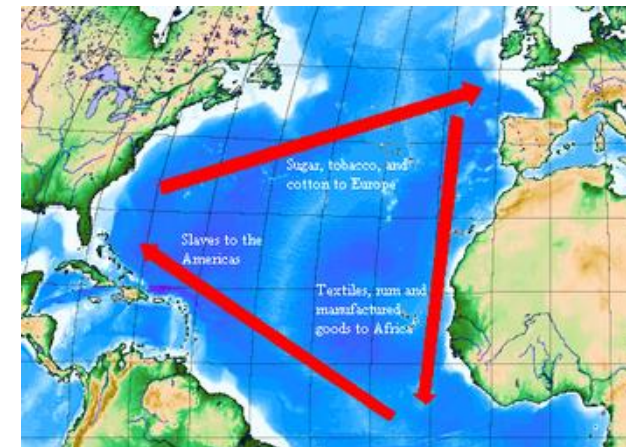 Sugar, tobacco, and
cotton to Europe
Slaves to the
Americas
Textiles, rum and
manufactured
goods to Africa